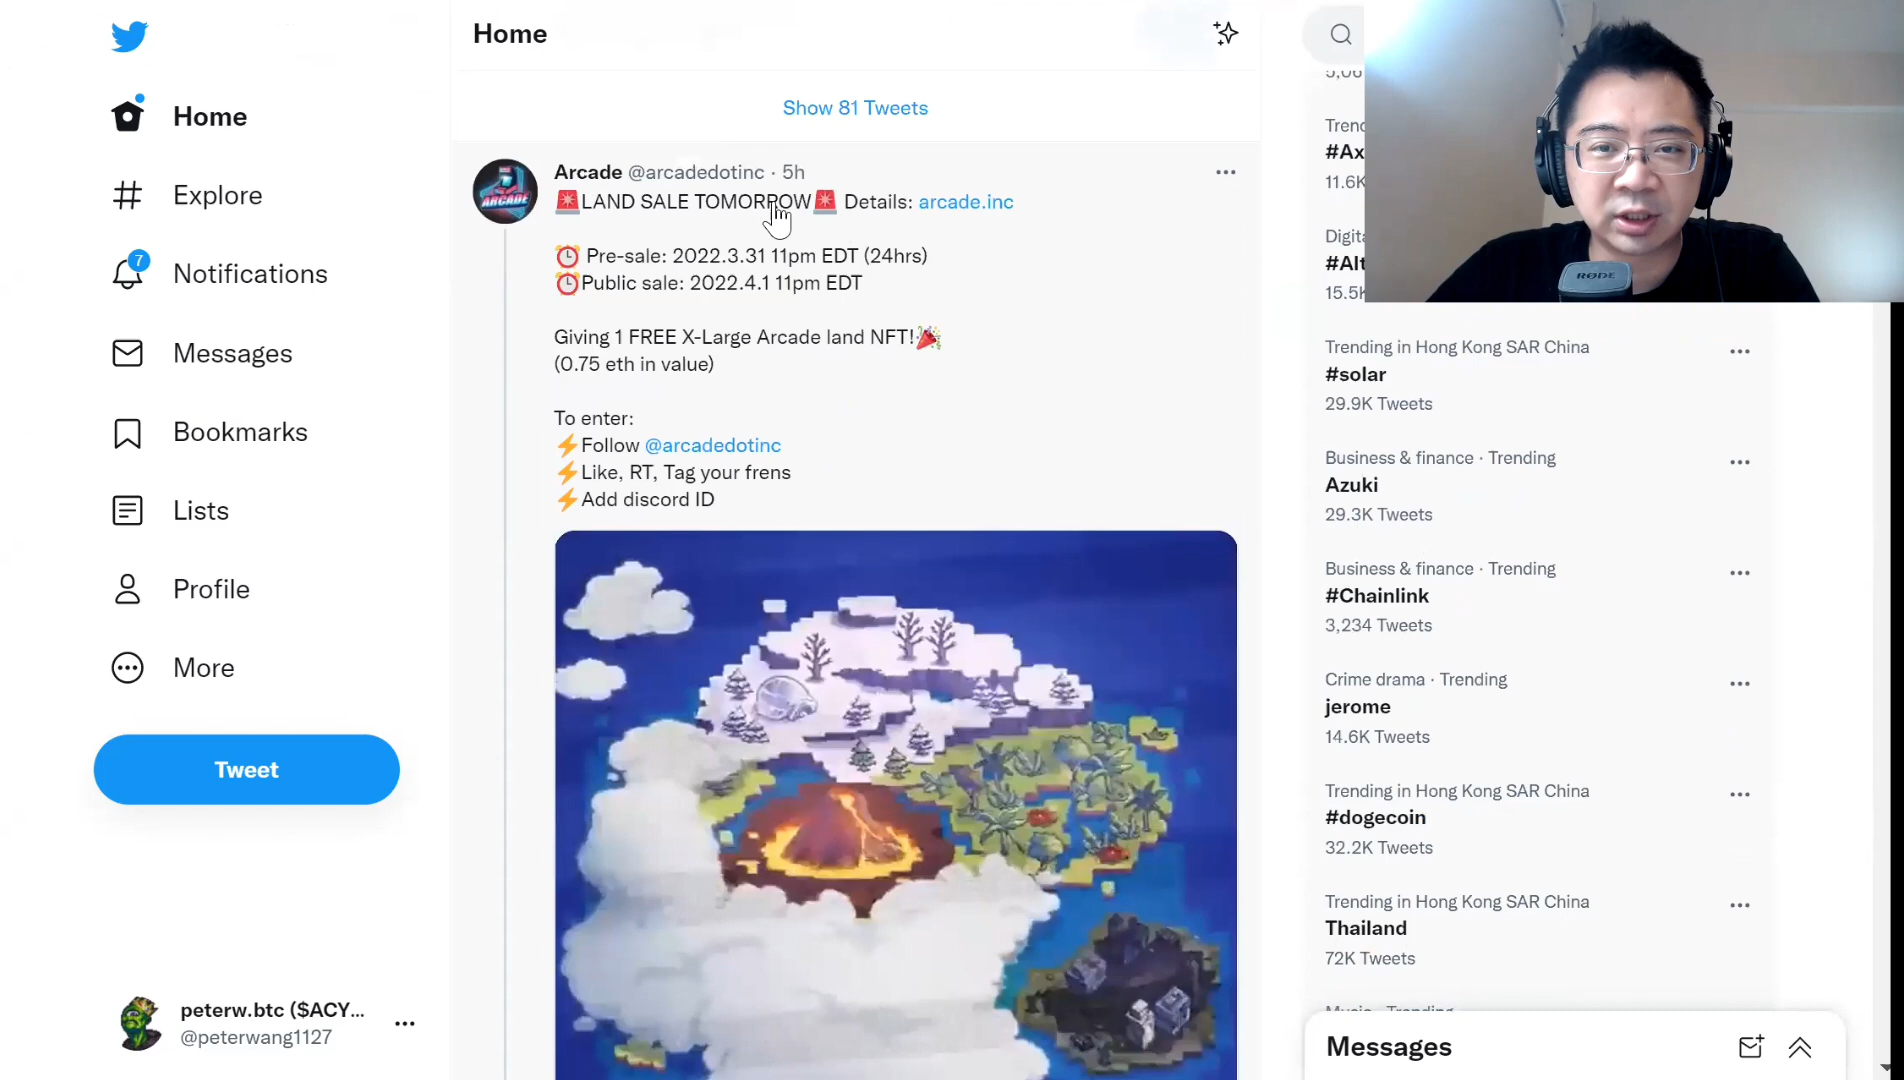 Home
Explore
7
Notifications
Messages
Bookmarks
Lists
Profile
More
Tweet
peterw.btc ($ACY...
@peterwang1127
Home
Show 81 Tweets
ARCADE
Arcade @arcadedotinc · 5h
🚨LAND SALE TOMORROW🚨 Details: arcade.inc
⏰ Pre-sale: 2022.3.31 11pm EDT (24hrs)
⏰Public sale: 2022.4.1 11pm EDT
Giving 1 FREE X-Large Arcade land NFT!🎉
(0.75 eth in value)
To enter:
⚡Follow @arcadedotinc
⚡Like, RT, Tag your frens
⚡Add discord ID
#Ax
11.6K
#Alt
15.5K
RØDE
Trending in Hong Kong SAR China
#solar
29.9K Tweets
Business & finance · Trending
Azuki
29.3K Tweets
Business & finance · Trending
#Chainlink
3,234 Tweets
Crime drama · Trending
jerome
14.6K Tweets
Trending in Hong Kong SAR China
#dogecoin
32.2K Tweets
Trending in Hong Kong SAR China
Thailand
72K Tweets
Messages